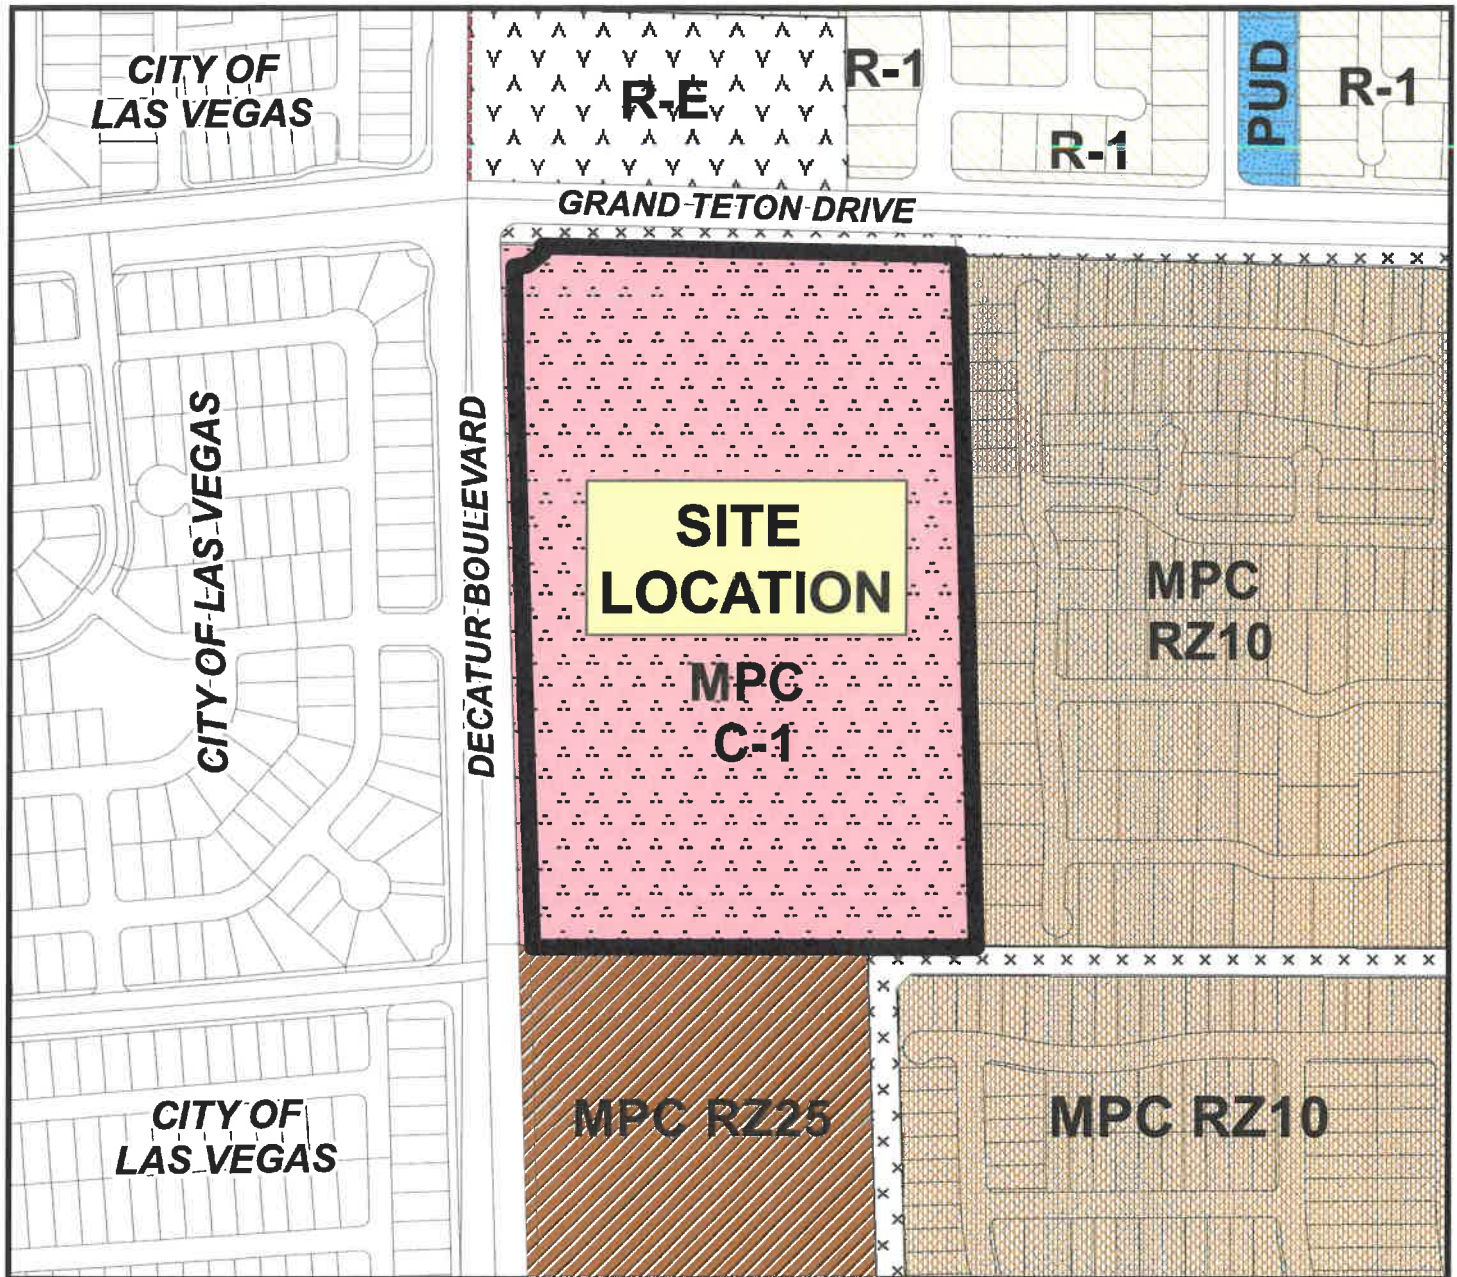 CITY OF
LAS VEGAS
R-E
R-1
R-1
PUD
R-1
GRAND TETON DRIVE
CITY OF LAS VEGAS
DECATUR BOULEVARD
SITE
LOCATION
MPC
C-1
MPC
RZ10
CITY OF
LAS VEGAS
MPC RZ25
MPC RZ10